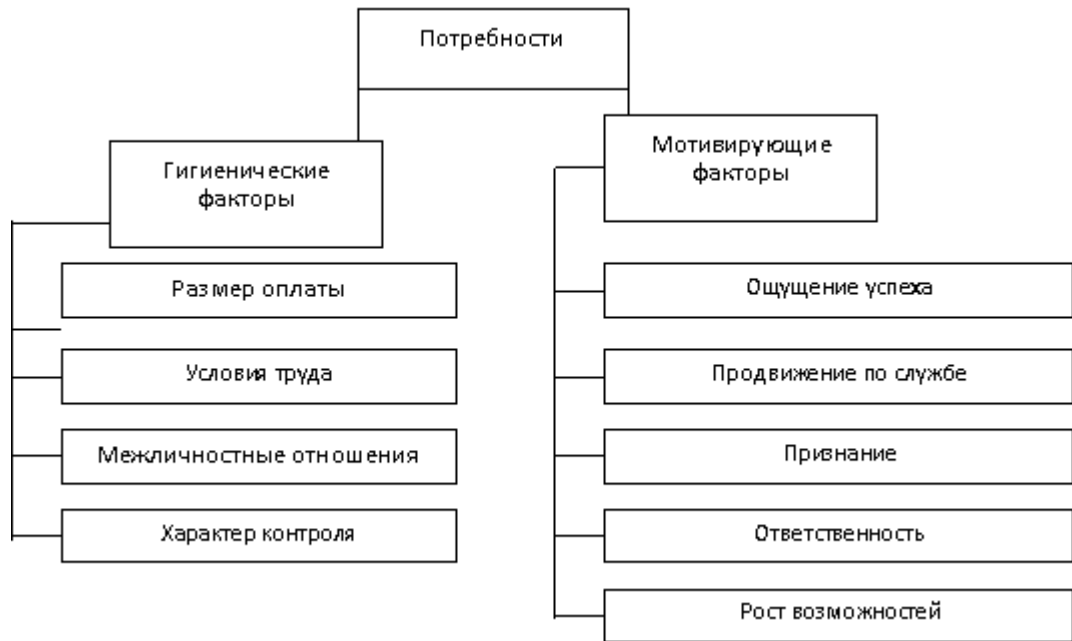 Потребности
Гигиенические
факторы
Размер оплаты
Условия труда
Межличностные отношения
Характер контроля
Мотивирующие
факторы
Ощущение успеха
Продвижение по службе
Признание
Ответственность
Рост возможностей